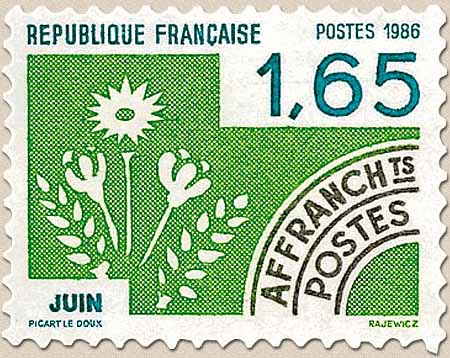 REPUBLIQUE FRANÇAISE POSTES 1986
1,65
AFFRANCHTS
POSTES
JUIN
PICART LE DOUX RAJEWICZ